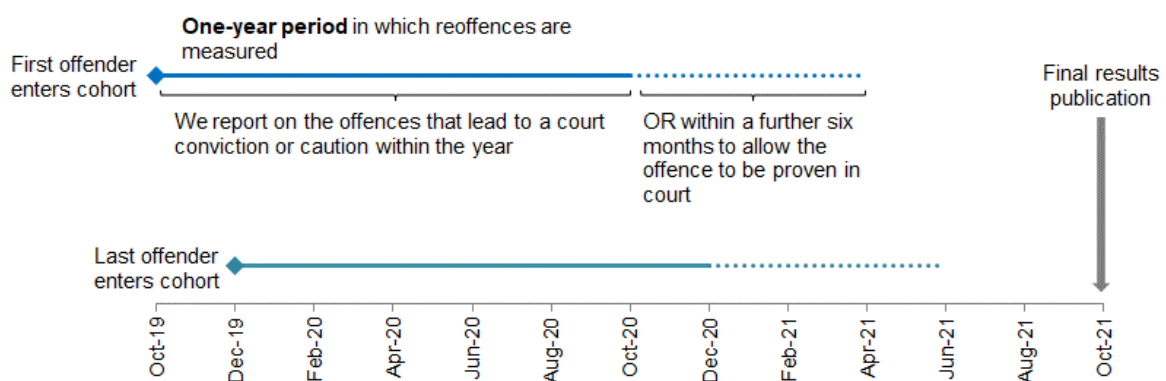 One-year period in which reoffences are
measured
First offender
enters cohort
Final results
publication
We report on the offences that lead to a court
conviction or caution within the year
OR within a further six
months to allow the
offence to be proven in
court
Last offender
enters cohort
Oct-19
Dec-19
Feb-20
Apr-20
Jun-20
Aug-20
Oct-20
Dec-20
Feb-21
Apr-21
Jun-21
Aug-21
Oct-21